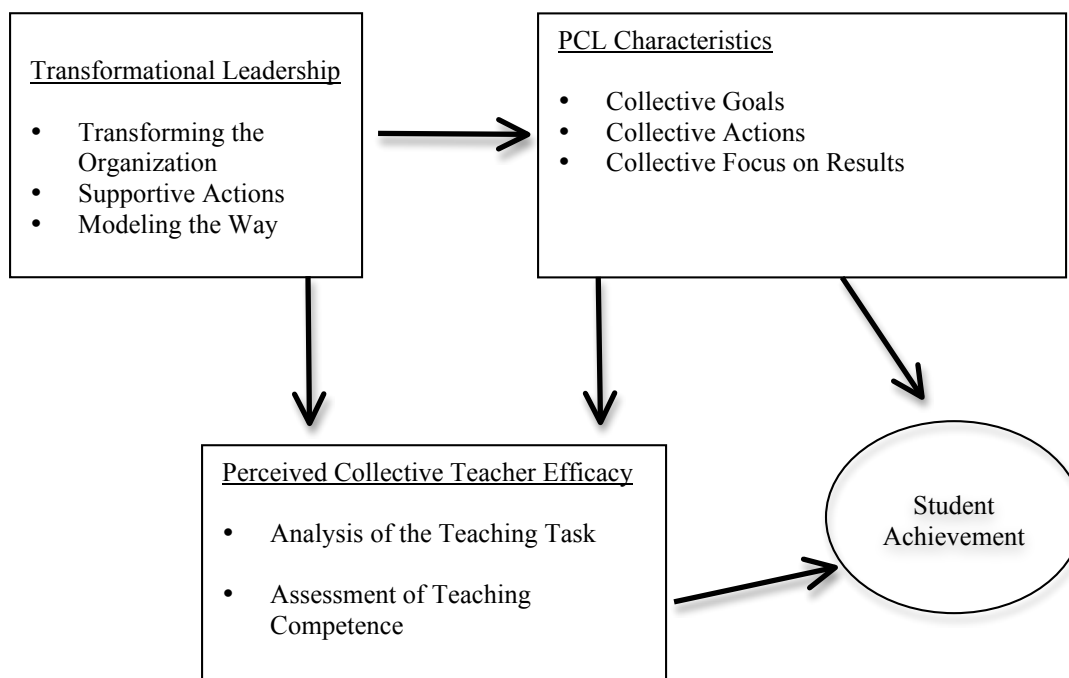 Transformational Leadership
• Transforming the
Organization
• Supportive Actions
• Modeling the Way
PCL Characteristics
• Collective Goals
• Collective Actions
• Collective Focus on Results
Perceived Collective Teacher Efficacy
• Analysis of the Teaching Task
• Assessment of Teaching
Competence
Student
Achievement